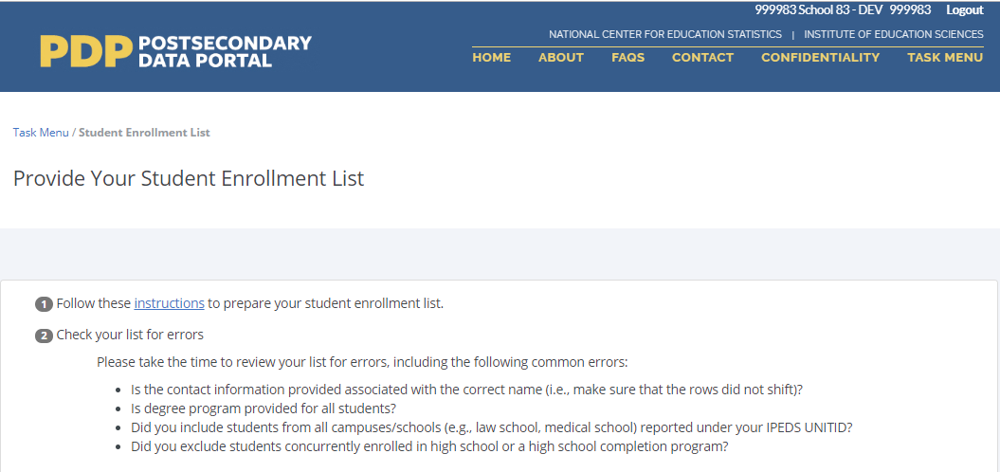 999983 School 83 - DEV 999983 Logout
NATIONAL CENTER FOR EDUCATION STATISTICS | INSTITUTE OF EDUCATION SCIENCES
PDP POSTSECONDARY
DATA PORTAL
HOME ABOUT FAQS CONTACT CONFIDENTIALITY TASK MENU
Task Menu / Student Enrollment List
Provide Your Student Enrollment List
1 Follow these instructions to prepare your student enrollment list.
2 Check your list for errors
Please take the time to review your list for errors, including the following common errors:
• Is the contact information provided associated with the correct name (i.e., make sure that the rows did not shift)?
• Is degree program provided for all students?
• Did you include students from all campuses/schools (e.g., law school, medical school) reported under your IPEDS UNITID?
• Did you exclude students concurrently enrolled in high school or a high school completion program?